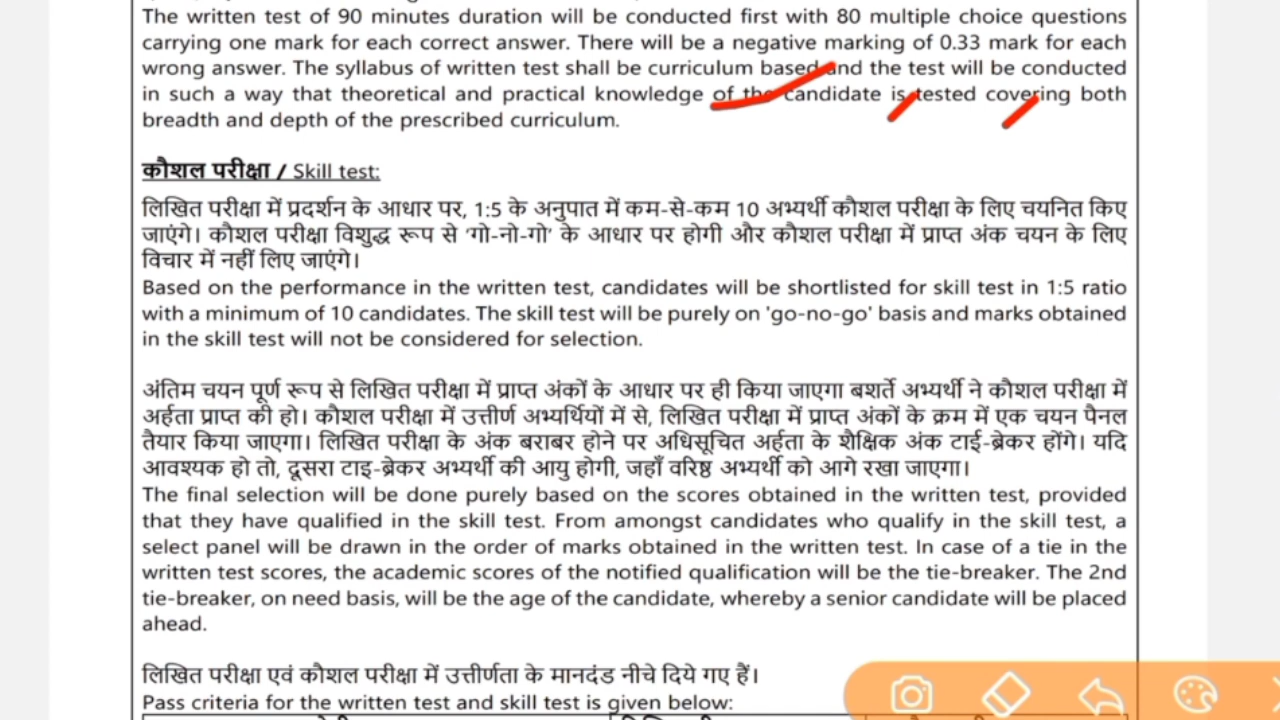 The written test of 90 minutes duration will be conducted first with 80 multiple choice questions
carrying one mark for each correct answer. There will be a negative marking of 0.33 mark for each
wrong answer. The syllabus of written test shall be curriculum based and the test will be conducted
in such a way that theoretical and practical knowledge of the candidate is tested covering both
breadth and depth of the prescribed curriculum.
कौशल परीक्षा / Skill test:
लिखित परीक्षा में प्रदर्शन के आधार पर, 1:5 के अनुपात में कम-से-कम 10 अभ्यर्थी कौशल परीक्षा के लिए चयनित किए
जाएंगे। कौशल परीक्षा विशुद्ध रूप से 'गो-नो-गो' के आधार पर होगी और कौशल परीक्षा में प्राप्त अंक चयन के लिए
विचार में नहीं लिए जाएंगे।
Based on the performance in the written test, candidates will be shortlisted for skill test in 1:5 ratio
with a minimum of 10 candidates. The skill test will be purely on 'go-no-go' basis and marks obtained
in the skill test will not be considered for selection.
अंतिम चयन पूर्ण रूप से लिखित परीक्षा में प्राप्त अंकों के आधार पर ही किया जाएगा बशर्ते अभ्यर्थी ने कौशल परीक्षा में
अर्हता प्राप्त की हो। कौशल परीक्षा में उत्तीर्ण अभ्यर्थियों में से, लिखित परीक्षा में प्राप्त अंकों के क्रम में एक चयन पैनल
तैयार किया जाएगा। लिखित परीक्षा के अंक बराबर होने पर अधिसूचित अर्हता के शैक्षिक अंक टाई-ब्रेकर होंगे। यदि
आवश्यक हो तो, दूसरा टाइ-ब्रेकर अभ्यर्थी की आयु होगी, जहाँ वरिष्ठ अभ्यर्थी को आगे रखा जाएगा।
The final selection will be done purely based on the scores obtained in the written test, provided
that they have qualified in the skill test. From amongst candidates who qualify in the skill test, a
select panel will be drawn in the order of marks obtained in the written test. In case of a tie in the
written test scores, the academic scores of the notified qualification will be the tie-breaker. The 2nd
tie-breaker, on need basis, will be the age of the candidate, whereby a senior candidate will be placed
ahead.
लिखित परीक्षा एवं कौशल परीक्षा में उत्तीर्णता के मानदंड नीचे दिये गए हैं।
Pass criteria for the written test and skill test is given below: